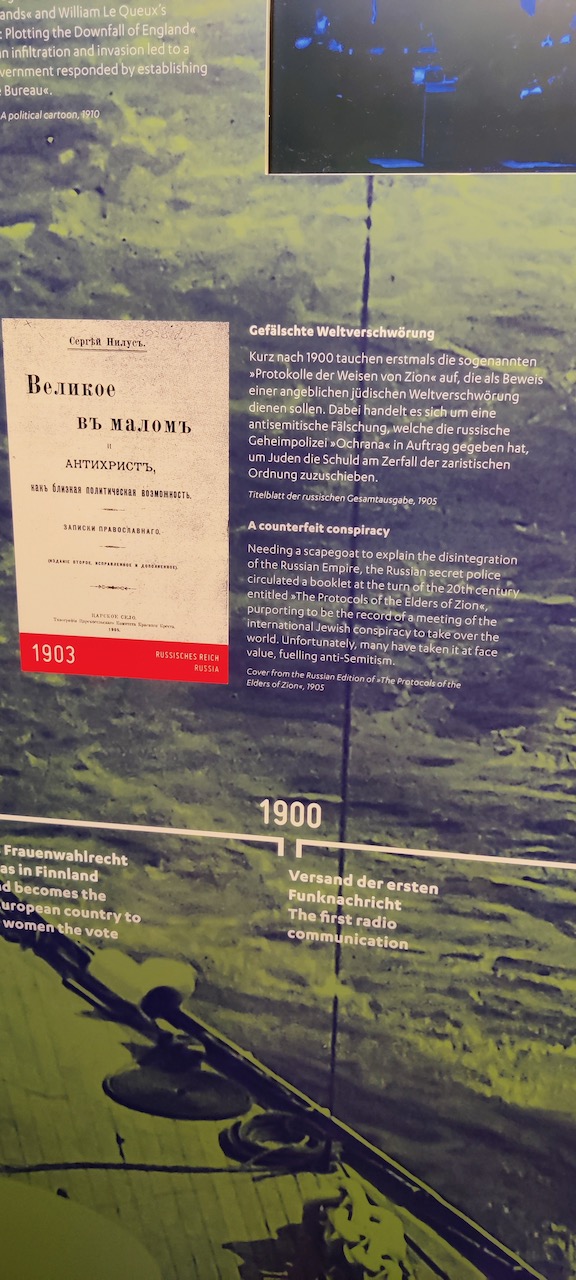 ands« and William Le Queux's
: Plotting the Downfall of England«
n infiltration and invasion led to a
vernment responded by establishing
e Bureau«.
A political cartoon, 1910
Сергѣй Нилусъ.
Великое
въ маломъ
и
АНТИХРИСТЪ,
какъ близкая политическая возможность.
ЗАПИСКИ ПРАВОСЛАВНАГО.
(ИЗДАНІЕ ВТОРОЕ, ИСПРАВЛЕННОЕ И ДОПОЛНЕННОЕ).
ЦАРСКОЕ СЕЛО.
Типографія Царскосельскаго Комитета Краснаго Креста.
1905.
1903
RUSSISCHES REICH
RUSSIA
Gefälschte Weltverschwörung
Kurz nach 1900 tauchen erstmals die sogenannten
»Protokolle der Weisen von Zion« auf, die als Beweis
einer angeblichen jüdischen Weltverschwörung
dienen sollen. Dabei handelt es sich um eine
antisemitische Fälschung, welche die russische
Geheimpolizei »Ochrana« in Auftrag gegeben hat,
um Juden die Schuld am Zerfall der zaristischen
Ordnung zuzuschieben.
Titelblatt der russischen Gesamtausgabe, 1905
A counterfeit conspiracy
Needing a scapegoat to explain the disintegration
of the Russian Empire, the Russian secret police
circulated a booklet at the turn of the 20th century
entitled »The Protocols of the Elders of Zion«,
purporting to be the record of a meeting of the
international Jewish conspiracy to take over the
world. Unfortunately, many have taken it at face
value, fuelling anti-Semitism.
Cover from the Russian Edition of »The Protocols of the
Elders of Zion«, 1905
1900
Frauenwahlrecht
as in Finnland
d becomes the
uropean country to
women the vote
Versand der ersten
Funknachricht
The first radio
communication